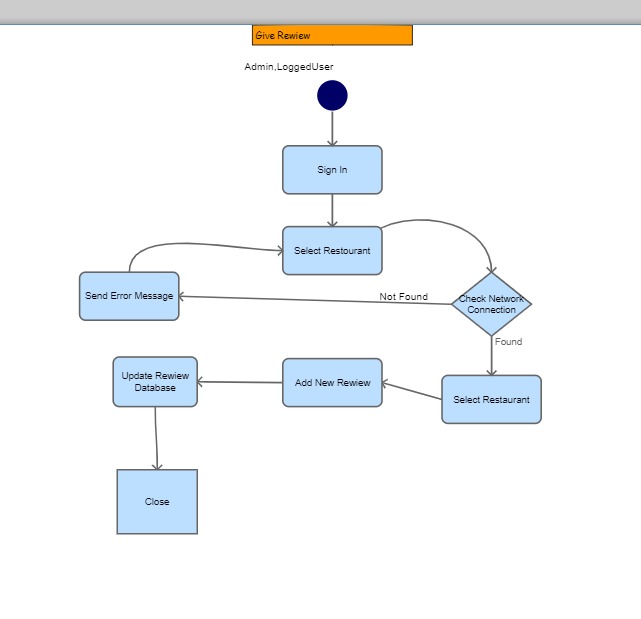 Give Rewiew
Admin,LoggedUser
Sign In
Select Restourant
Send Error Message
Not Found
Check Network
Connection
Found
Update Rewiew
Database
Add New Rewiew
Select Restaurant
Close